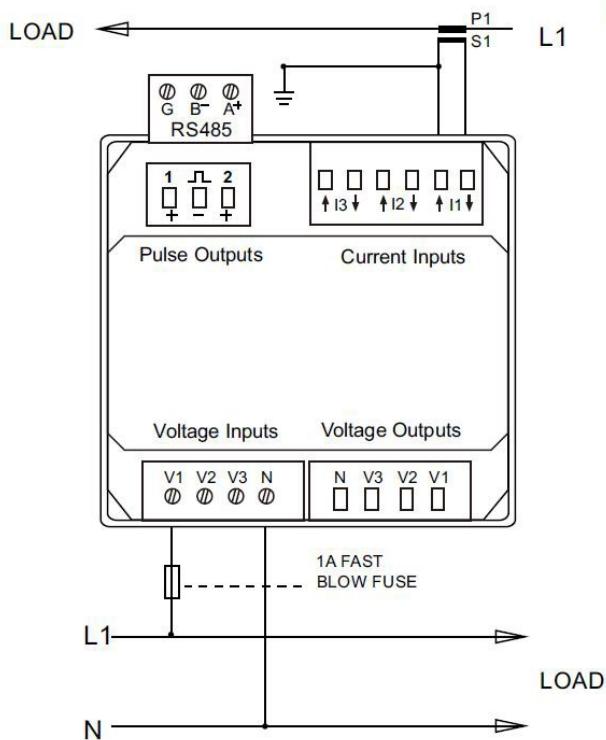 P1
LOAD L1
S1
G B- A+
RS485
1 2
+ - +
I3 I2 I1
Pulse Outputs Current Inputs
Voltage Inputs Voltage Outputs
V1 V2 V3 N N V3 V2 V1
1A FAST
BLOW FUSE
L1
LOAD
N